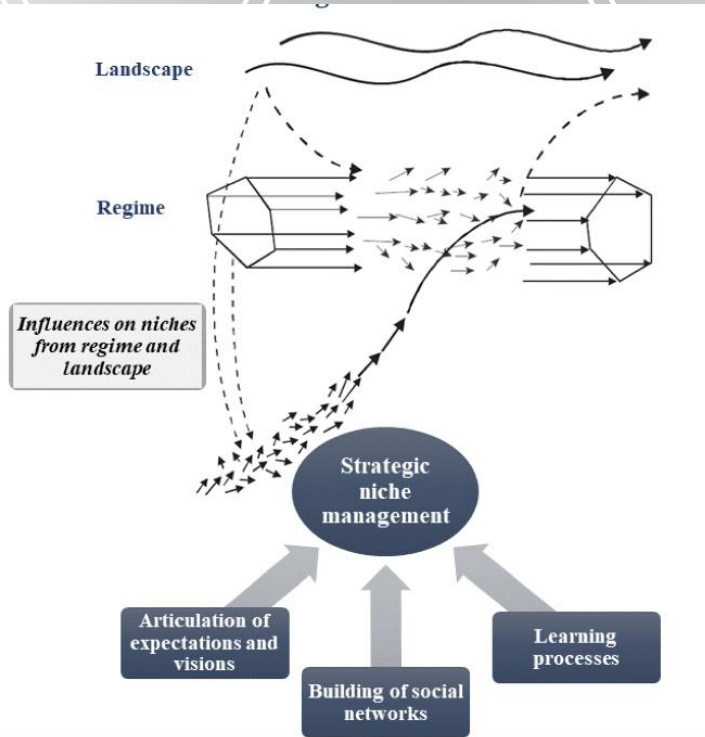 Landscape
Regime
Influences on niches
from regime and
landscape
Strategic
niche
management
Articulation of
expectations and
visions
Building of social
networks
Learning
processes